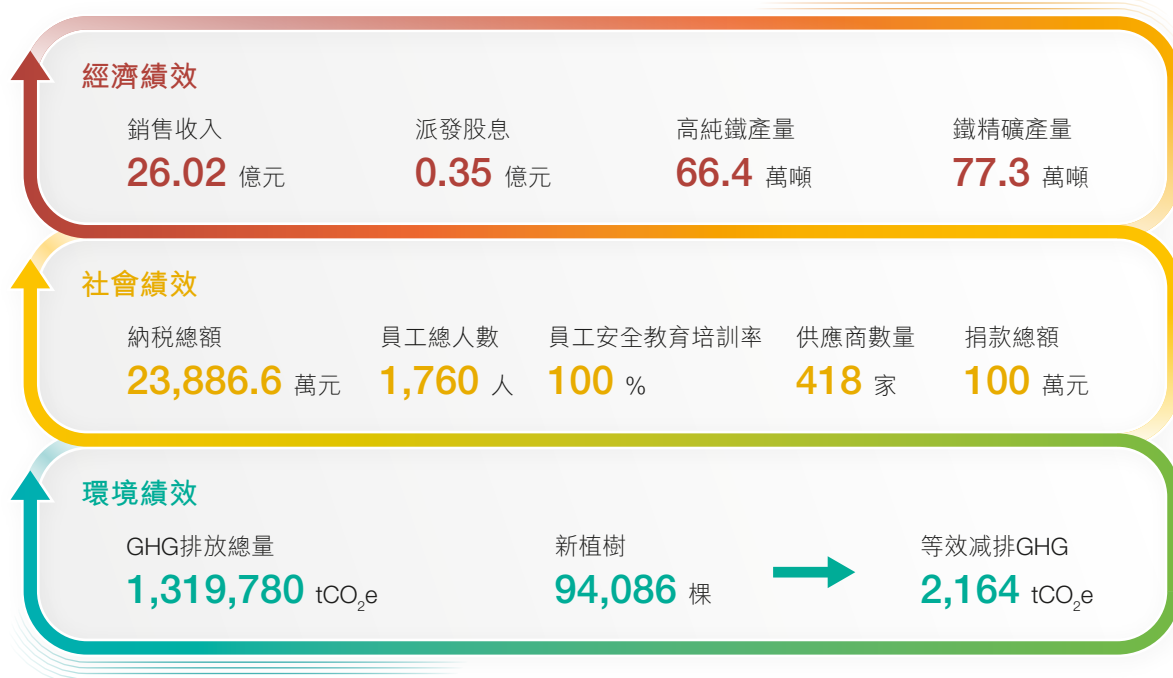 經濟績效
銷售收入 派發股息 高純鐵產量 鐵精礦產量
26.02 億元 0.35 億元 66.4 萬噸 77.3 萬噸
社會績效
納税總額 員工總人數 員工安全教育培訓率 供應商數量 捐款總額
23,886.6 萬元 1,760 人 100 % 418 家 100 萬元
環境績效
GHG排放總量 新植樹 等效減排GHG
1,319,780 tCO₂e 94,086 棵 2,164 tCO₂e